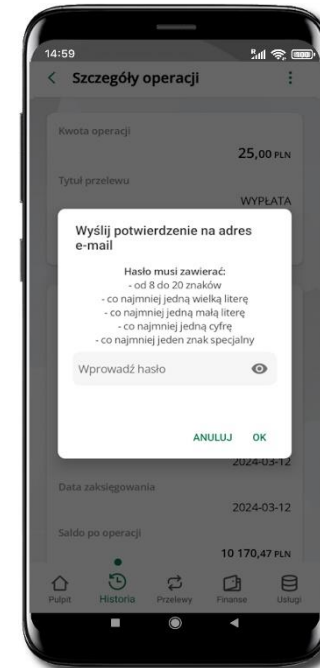 14:59
Szczegóły operacji
Kwota operacji
25,00 PLN
Tytuł przelewu
WYPŁATA
Wyślij potwierdzenie na adres
e-mail
Hasło musi zawierać:
- od 8 do 20 znaków
- co najmniej jedną wielką literę
- co najmniej jedną małą literę
- co najmniej jedną cyfrę
- co najmniej jeden znak specjalny
Wprowadź hasło
ANULUJ OK
2024-03-12
Data zaksięgowania
2024-03-12
Saldo po operacji
10 170,47 PLN
Pulpit Historia Przelewy Finanse Usługi